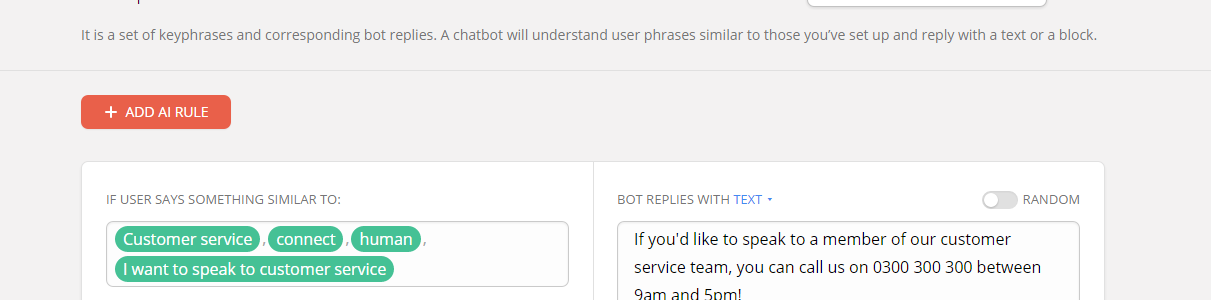 It is a set of keyphrases and corresponding bot replies. A chatbot will understand user phrases similar to those you've set up and reply with a text or a block.
+ ADD AI RULE
IF USER SAYS SOMETHING SIMILAR TO:
Customer service , connect , human ,
I want to speak to customer service
BOT REPLIES WITH TEXT
RANDOM
If you'd like to speak to a member of our customer
service team, you can call us on 0300 300 300 between
9am and 5pm!